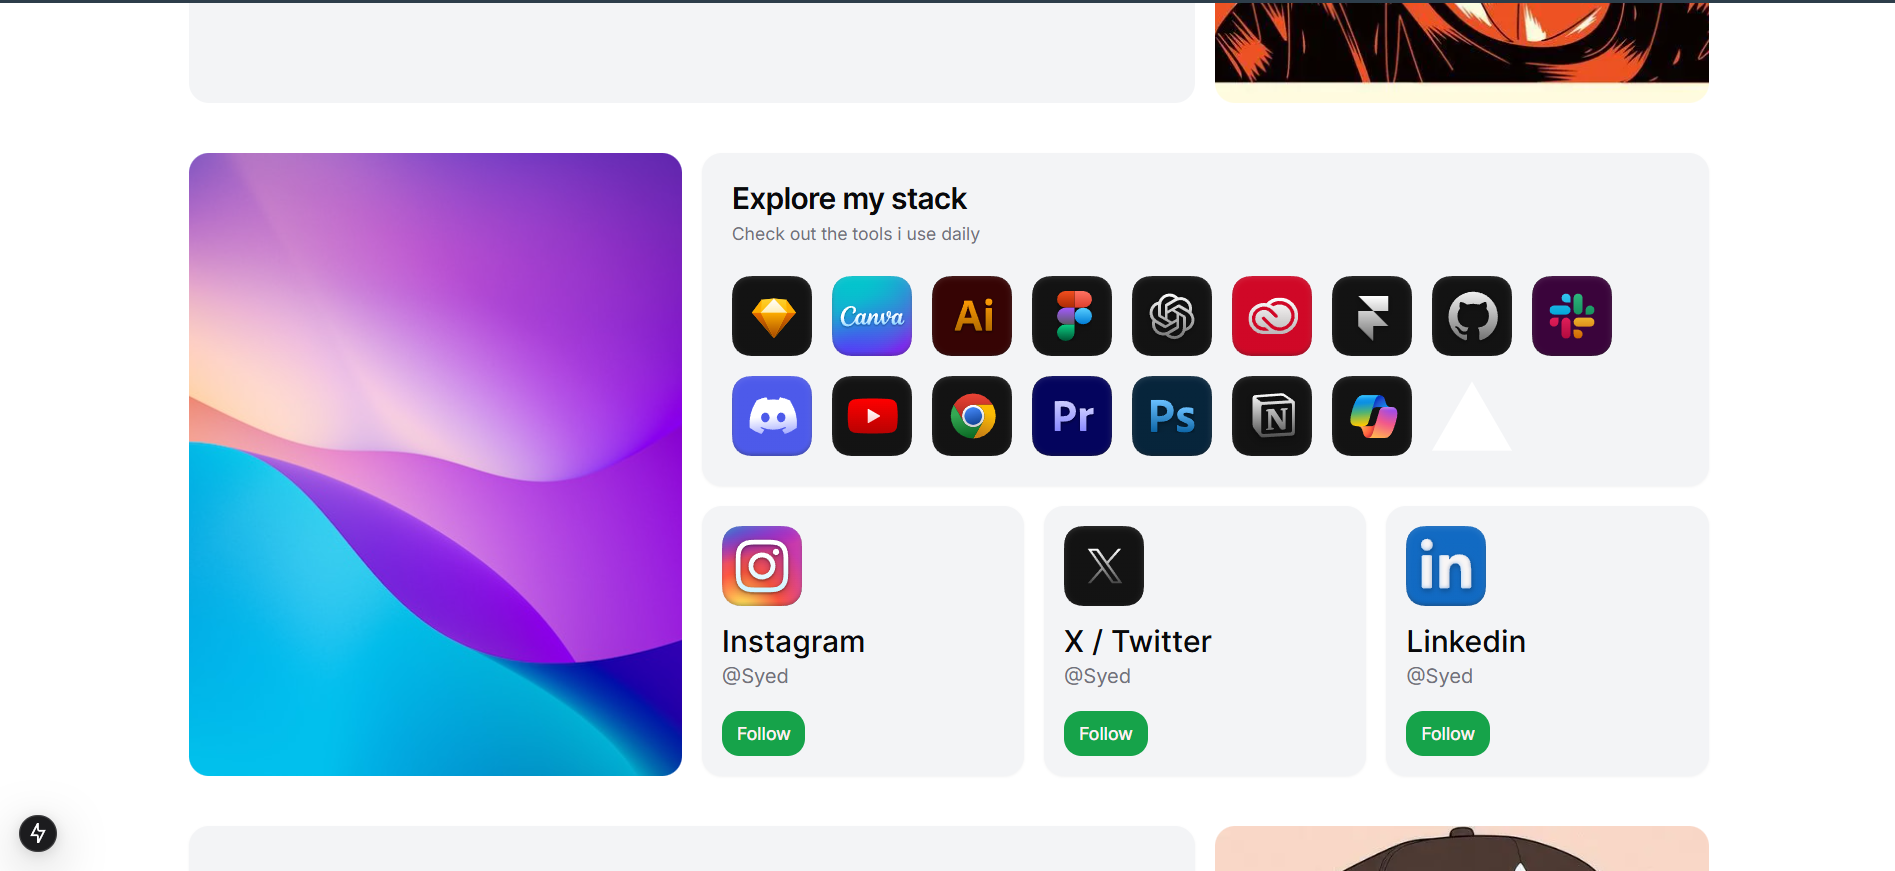 Explore my stack
Check out the tools i use daily
Canva
Ai
Pr
Ps
N
in
Instagram
@Syed
Follow
X / Twitter
@Syed
Follow
Linkedin
@Syed
Follow